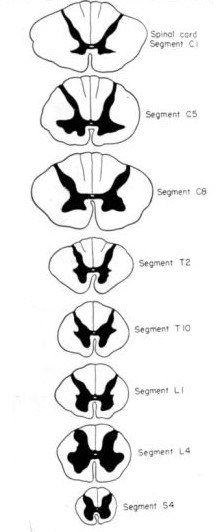 Spinal cord
Segment C1
Segment C5
Segment C8
Segment T2
Segment T10
Segment L1
Segment L4
Segment S4